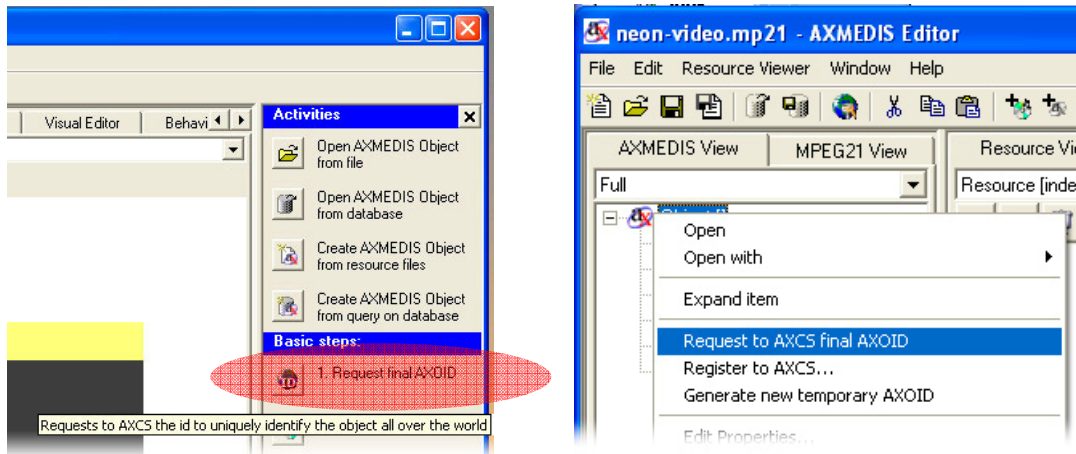 Visual Editor
Behavi
Activities
Open AXMEDIS Object
from file
Open AXMEDIS Object
from database
Create AXMEDIS Object
from resource files
Create AXMEDIS Object
from query on database
Basic steps:
1. Request final AXOID
Requests to AXCS the id to uniquely identify the object all over the world
neon-video.mp21 - AXMEDIS Editor
File Edit Resource Viewer Window Help
AXMEDIS View
MPEG21 View
Resource Vi
Full
Resource [inde
Open
Open with
Expand item
Request to AXCS final AXOID
Register to AXCS...
Generate new temporary AXOID
Edit Properties...